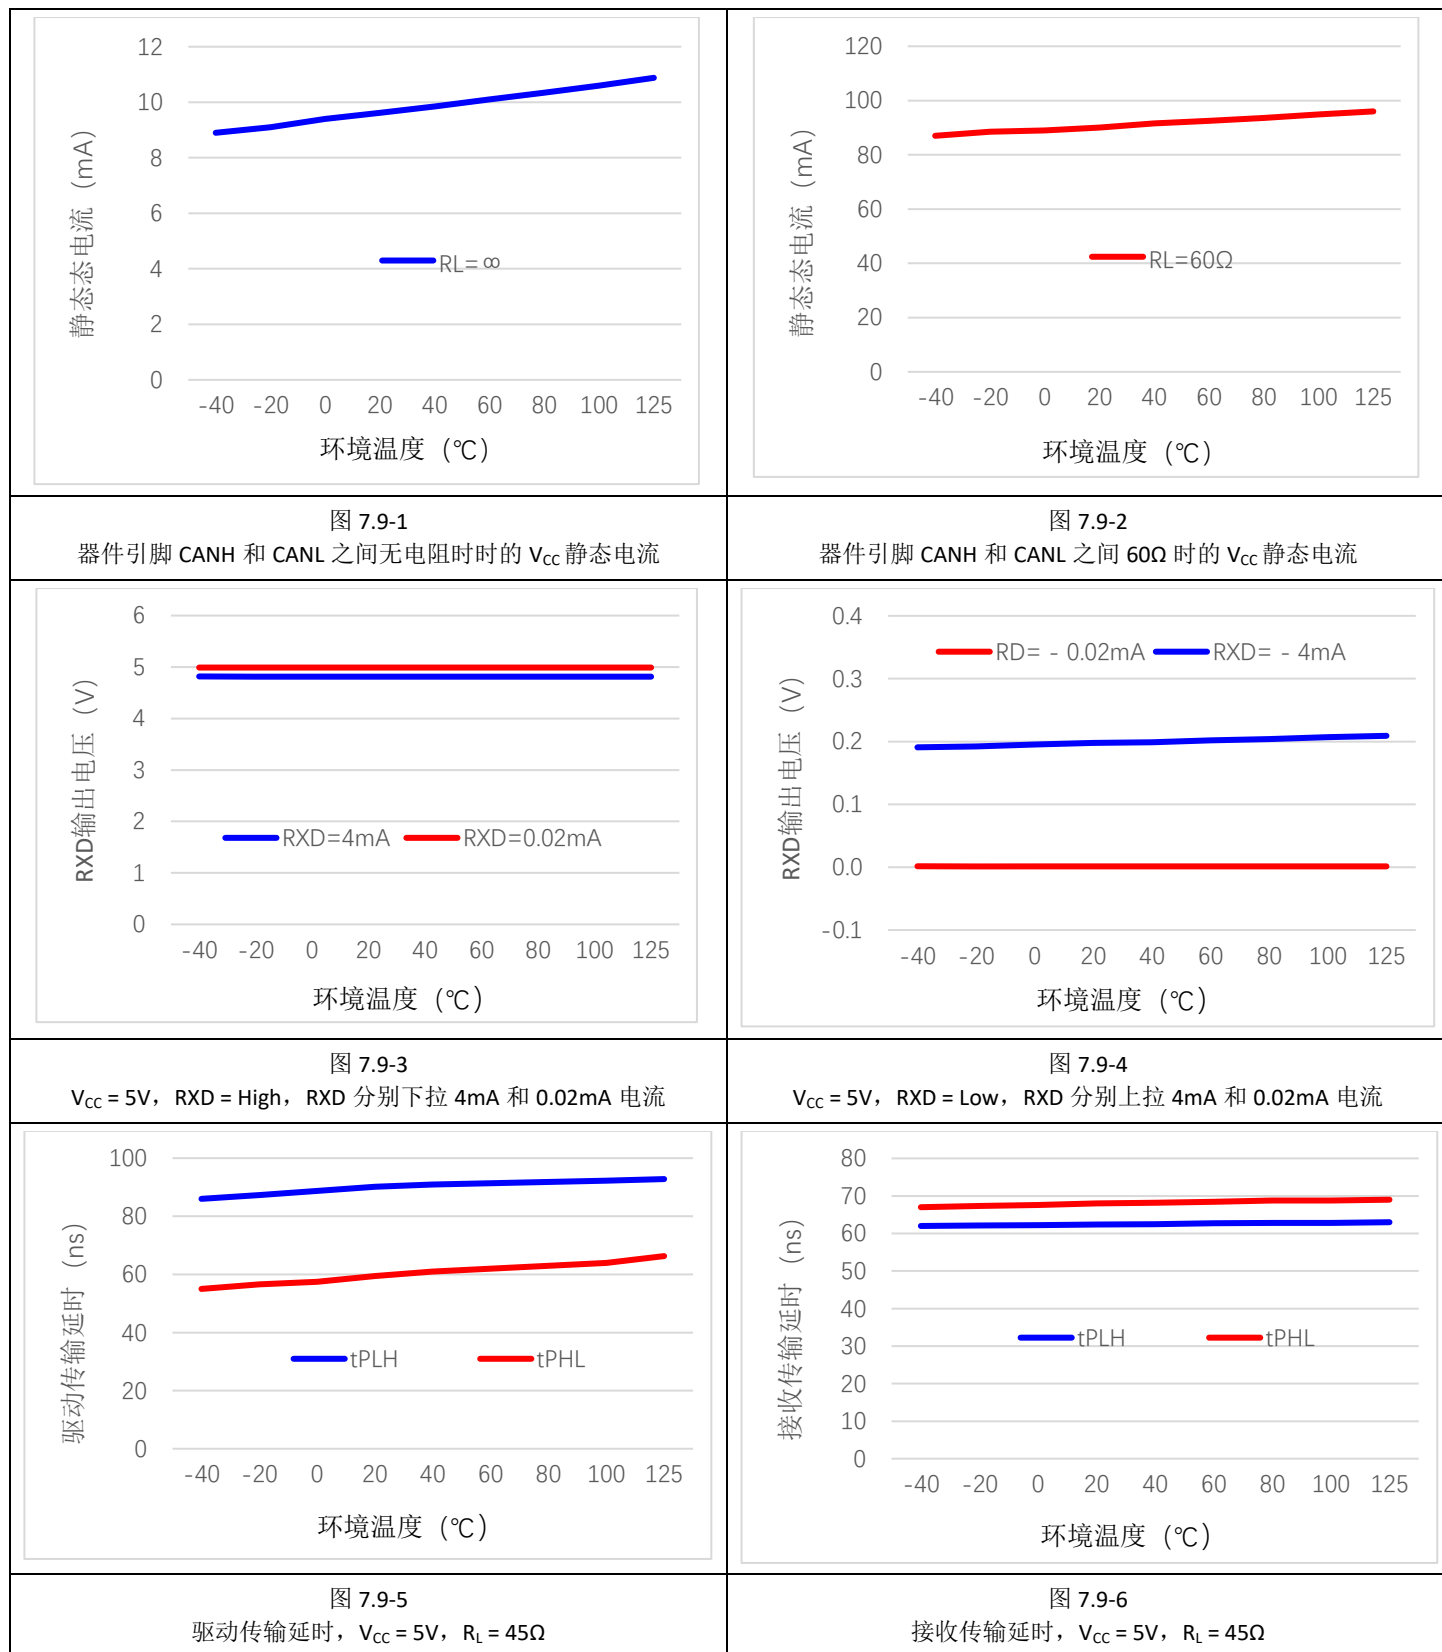 12
10
8
6
4
2
0
静态态电流（mA）
RL=∞
-40 -20 0 20 40 60 80 100 125
环境温度（℃）
120
100
80
60
40
20
0
静态态电流（mA）
RL=60Ω
-40 -20 0 20 40 60 80 100 125
环境温度（℃）
图 7.9-1
器件引脚 CANH 和 CANL 之间无电阻时时的 VCC 静态电流
图 7.9-2
器件引脚 CANH 和 CANL 之间 60Ω 时的 VCC 静态电流
6
5
4
3
2
1
0
RXD输出电压（V）
RXD=4mA RXD=0.02mA
-40 -20 0 20 40 60 80 100 125
环境温度（℃）
0.4
0.3
0.2
0.1
0.0
-0.1
RXD输出电压（V）
RD=－0.02mA RXD=－4mA
-40 -20 0 20 40 60 80 100 125
环境温度（℃）
图 7.9-3
VCC = 5V，RXD = High，RXD 分别下拉 4mA 和 0.02mA 电流
图 7.9-4
VCC = 5V，RXD = Low，RXD 分别上拉 4mA 和 0.02mA 电流
100
80
60
40
20
0
驱动传输延时（ns）
tPLH tPHL
-40 -20 0 20 40 60 80 100 125
环境温度（℃）
80
70
60
50
40
30
20
10
0
接收传输延时（ns）
tPLH tPHL
-40 -20 0 20 40 60 80 100 125
环境温度（℃）
图 7.9-5
驱动传输延时，VCC = 5V，RL = 45Ω
图 7.9-6
接收传输延时，VCC = 5V，RL = 45Ω